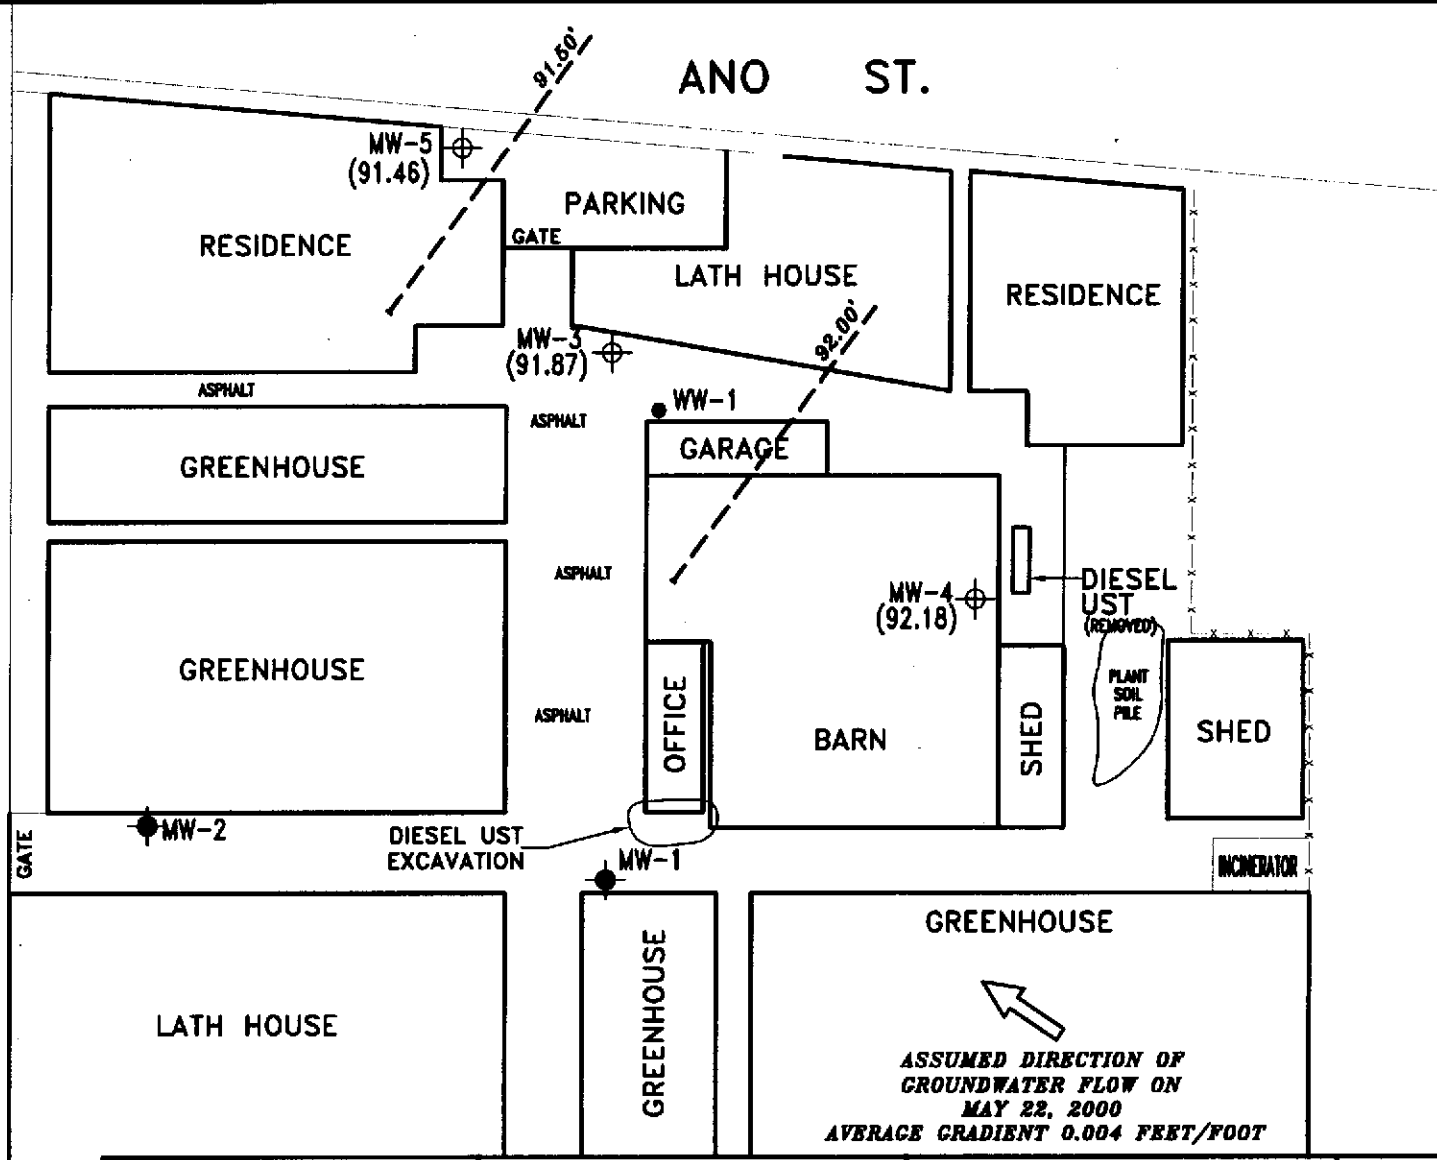 ANO ST.
91.50'
MW-5
(91.46)
PARKING
RESIDENCE
GATE
LATH HOUSE
RESIDENCE
92.00'
MW-3
(91.87)
ASPHALT
WW-1
ASPHALT
GARAGE
GREENHOUSE
ASPHALT
DIESEL
UST
(REMOVED)
MW-4
(92.18)
GREENHOUSE
PLANT
SOIL
PILE
OFFICE
ASPHALT
SHED
SHED
BARN
MW-2
DIESEL UST
EXCAVATION
GATE
MW-1
INCINERATOR
GREENHOUSE
GREENHOUSE
LATH HOUSE
ASSUMED DIRECTION OF
GROUNDWATER FLOW ON
MAY 22, 2000
AVERAGE GRADIENT 0.004 FEET/FOOT